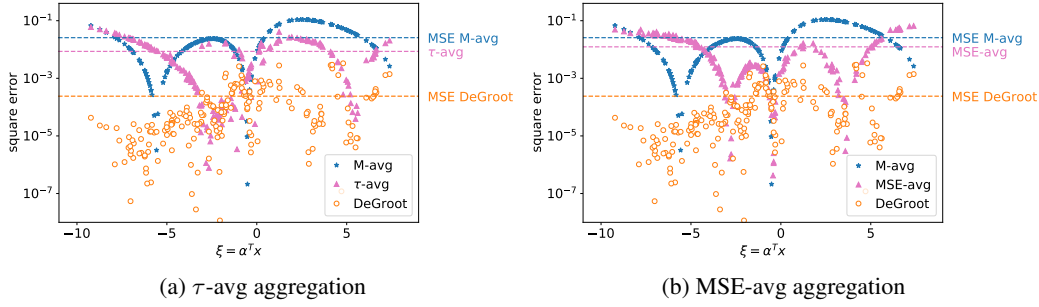 10⁻¹
10⁻³
10⁻⁵
10⁻⁷
square error
MSE M-avg
τ-avg
MSE DeGroot
M-avg
τ-avg
DeGroot
−10
−5
0
5
ξ = αᵀx
(a) τ-avg aggregation
10⁻¹
10⁻³
10⁻⁵
10⁻⁷
square error
MSE M-avg
MSE-avg
MSE DeGroot
M-avg
MSE-avg
DeGroot
−10
−5
0
5
ξ = αᵀx
(b) MSE-avg aggregation